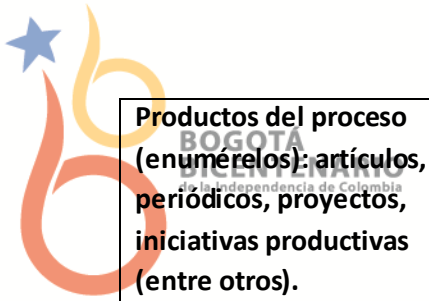 Productos del proceso
BOGOTÁ
(enumérelos): artículos,
BICENTENARIO
de la Independencia de Colombia
periódicos, proyectos,
iniciativas productivas
(entre otros).